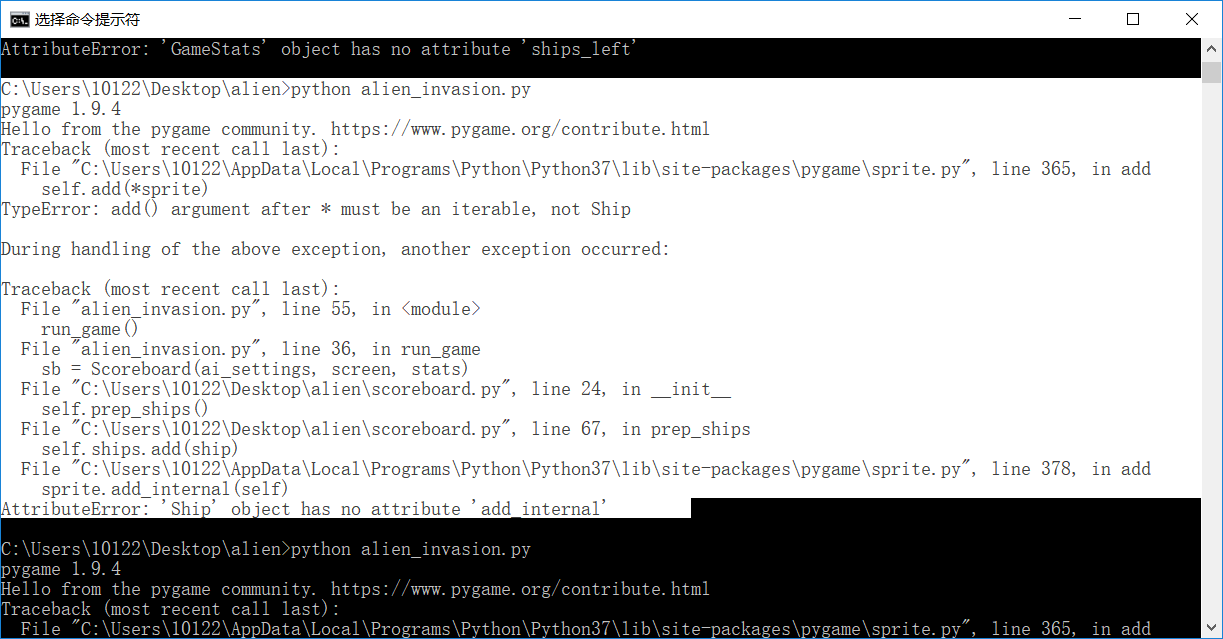 选择命令提示符
AttributeError: 'GameStats' object has no attribute 'ships_left'
C:\Users\10122\Desktop\alien>python alien_invasion.py
pygame 1.9.4
Hello from the pygame community. https://www.pygame.org/contribute.html
Traceback (most recent call last):
  File "C:\Users\10122\AppData\Local\Programs\Python\Python37\lib\site-packages\pygame\sprite.py", line 365, in add
    self.add(*sprite)
TypeError: add() argument after * must be an iterable, not Ship
During handling of the above exception, another exception occurred:
Traceback (most recent call last):
  File "alien_invasion.py", line 55, in <module>
    run_game()
  File "alien_invasion.py", line 36, in run_game
    sb = Scoreboard(ai_settings, screen, stats)
  File "C:\Users\10122\Desktop\alien\scoreboard.py", line 24, in __init__
    self.prep_ships()
  File "C:\Users\10122\Desktop\alien\scoreboard.py", line 67, in prep_ships
    self.ships.add(ship)
  File "C:\Users\10122\AppData\Local\Programs\Python\Python37\lib\site-packages\pygame\sprite.py", line 378, in add
    sprite.add_internal(self)
AttributeError: 'Ship' object has no attribute 'add_internal'
C:\Users\10122\Desktop\alien>python alien_invasion.py
pygame 1.9.4
Hello from the pygame community. https://www.pygame.org/contribute.html
Traceback (most recent call last):
  File "C:\Users\10122\AppData\Local\Programs\Python\Python37\lib\site-packages\pygame\sprite.py", line 365, in add